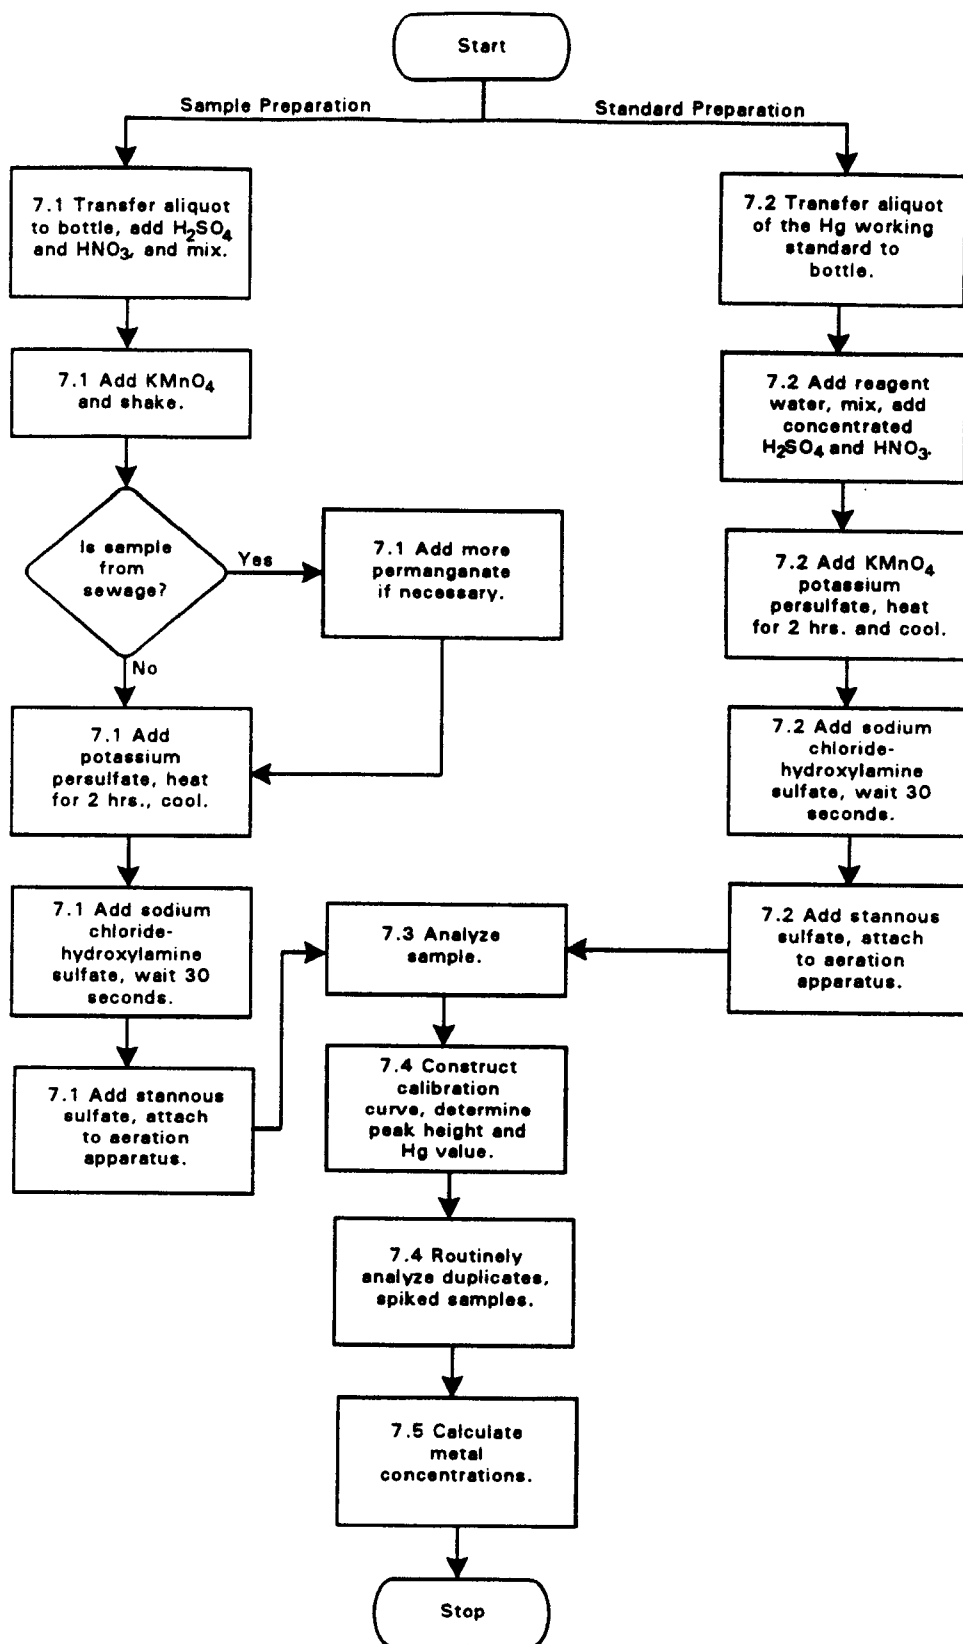 Start
Sample Preparation
Standard Preparation
7.1 Transfer aliquot
to bottle, add H2SO4
and HNO3, and mix.
7.2 Transfer aliquot
of the Hg working
standard to
bottle.
7.1 Add KMnO4
and shake.
7.2 Add reagent
water, mix, add
concentrated
H2SO4 and HNO3.
Is sample
from
sewage?
Yes
No
7.1 Add more
permanganate
if necessary.
7.2 Add KMnO4
potassium
persulfate, heat
for 2 hrs. and cool.
7.1 Add
potassium
persulfate, heat
for 2 hrs., cool.
7.2 Add sodium
chloride-
hydroxylamine
sulfate, wait 30
seconds.
7.1 Add sodium
chloride-
hydroxylamine
sulfate, wait 30
seconds.
7.3 Analyze
sample.
7.2 Add stannous
sulfate, attach
to aeration
apparatus.
7.1 Add stannous
sulfate, attach
to aeration
apparatus.
7.4 Construct
calibration
curve, determine
peak height and
Hg value.
7.4 Routinely
analyze duplicates,
spiked samples.
7.5 Calculate
metal
concentrations.
Stop